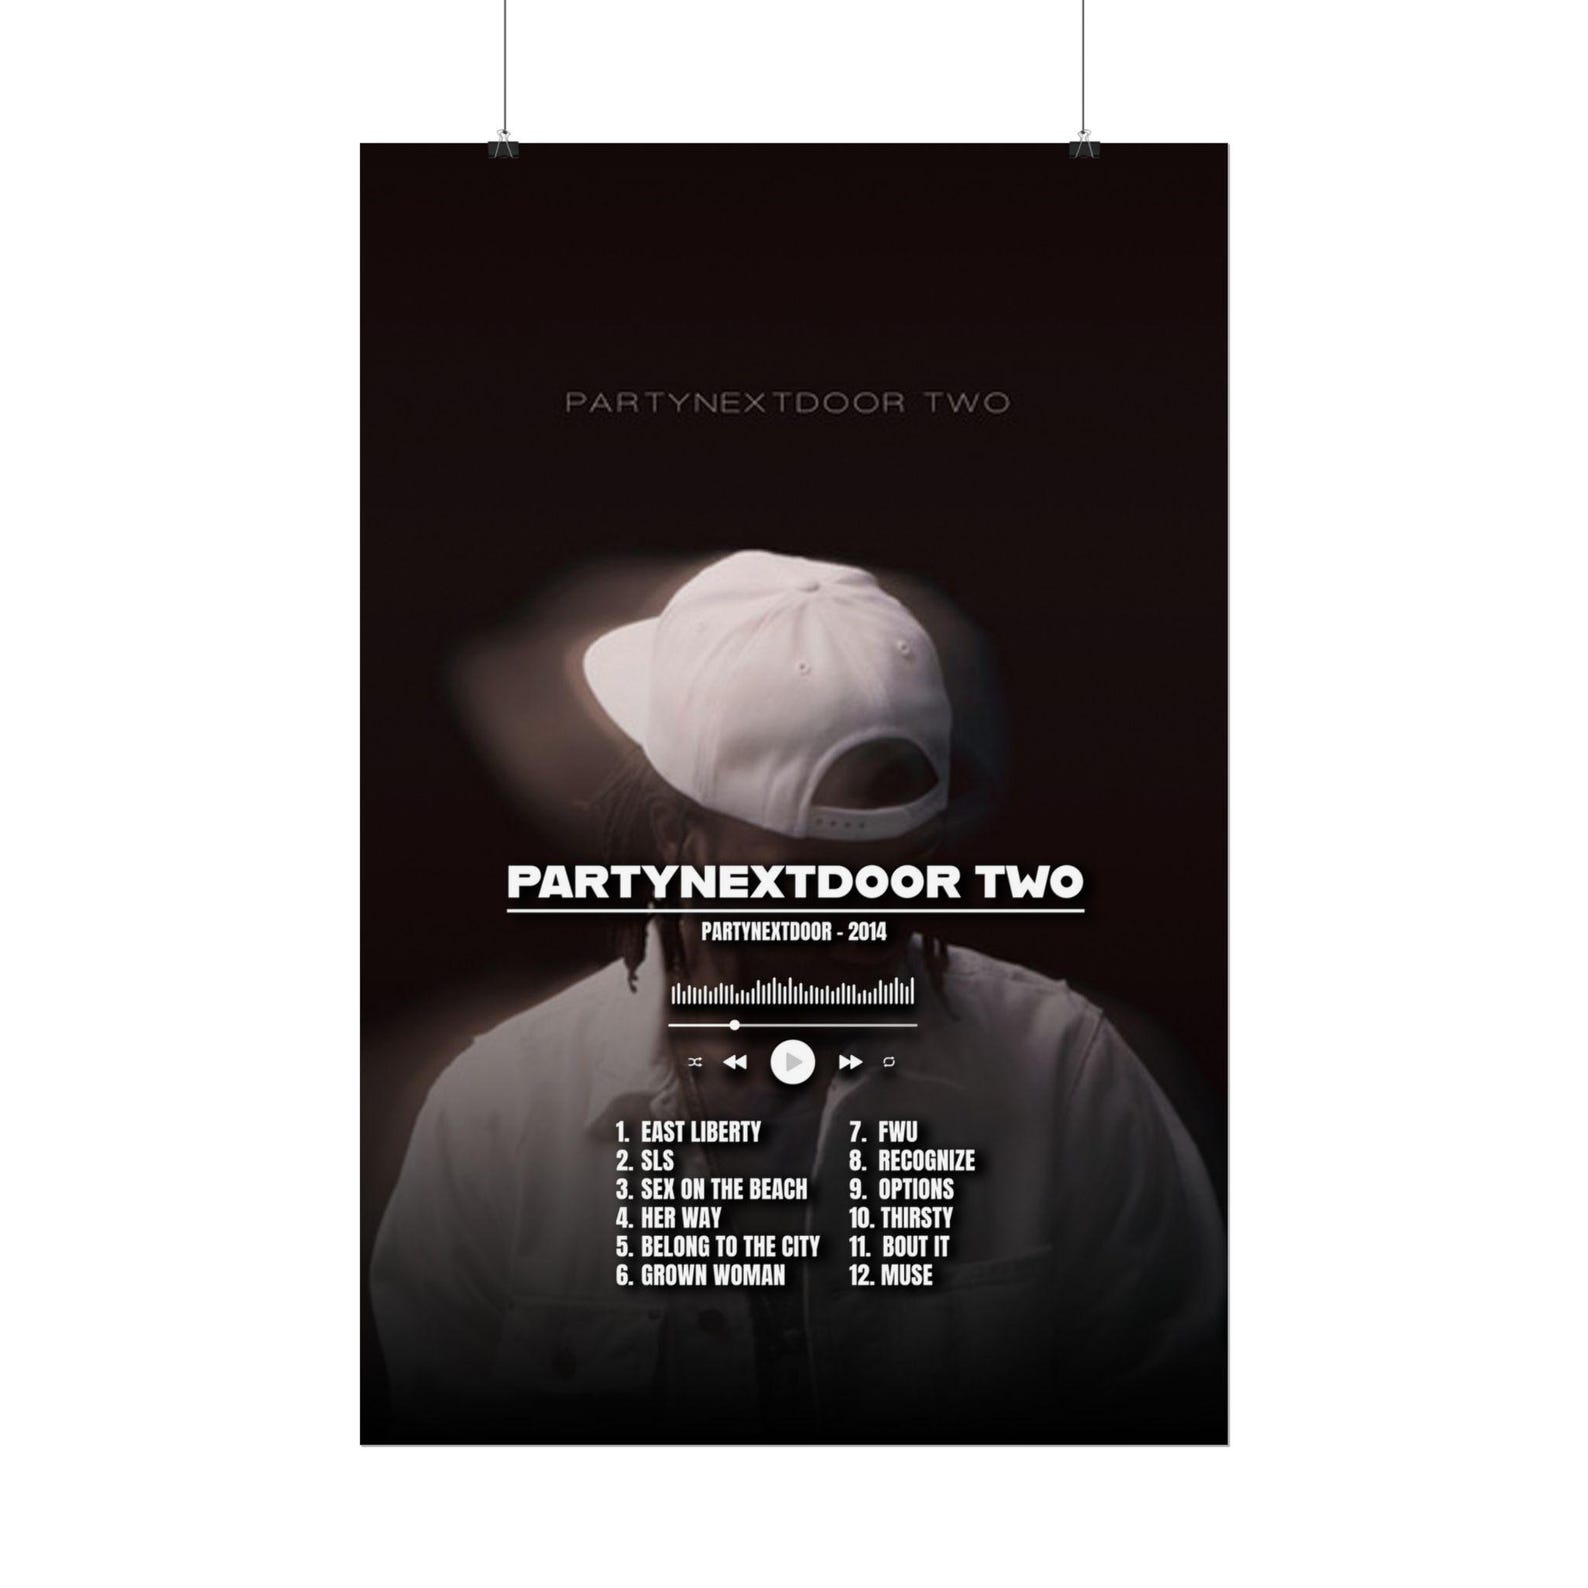 PARTYNEXTDOOR TWO
PARTYNEXTDOOR TWO
PARTYNEXTDOOR - 2014
1. EAST LIBERTY
2. SLS
3. SEX ON THE BEACH
4. HER WAY
5. BELONG TO THE CITY
6. GROWN WOMAN
7. FWU
8. RECOGNIZE
9. OPTIONS
10. THIRSTY
11. BOUT IT
12. MUSE